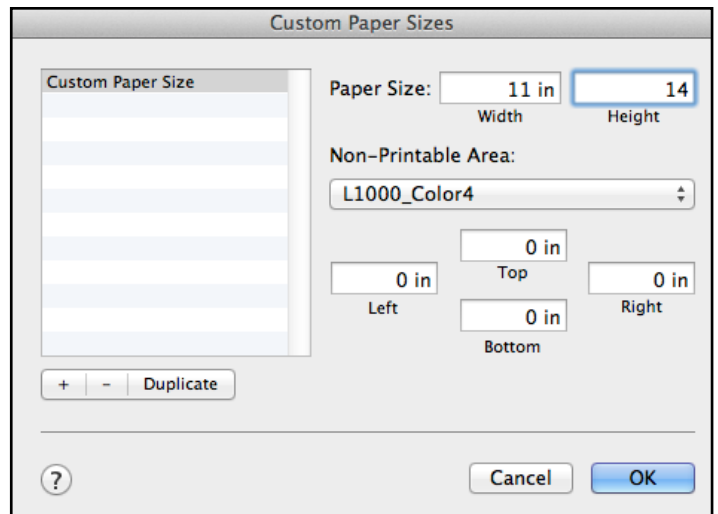 Custom Paper Sizes
Custom Paper Size
Paper Size: 11 in 14
Width Height
Non-Printable Area:
L1000_Color4
0 in
Top
0 in 0 in
Left Right
0 in
Bottom
+ - Duplicate
? Cancel OK